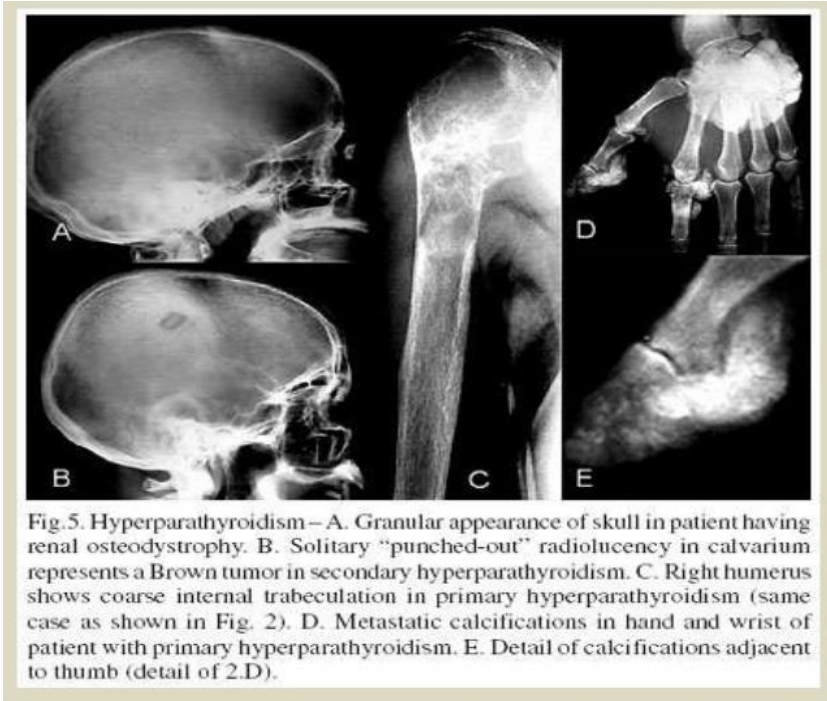 A
B
C
D
E
Fig.5. Hyperparathyroidism – A. Granular appearance of skull in patient having
renal osteodystrophy. B. Solitary “punched-out” radiolucency in calvarium
represents a Brown tumor in secondary hyperparathyroidism. C. Right humerus
shows coarse internal trabeculation in primary hyperparathyroidism (same
case as shown in Fig. 2). D. Metastatic calcifications in hand and wrist of
patient with primary hyperparathyroidism. E. Detail of calcifications adjacent
to thumb (detail of 2.D).